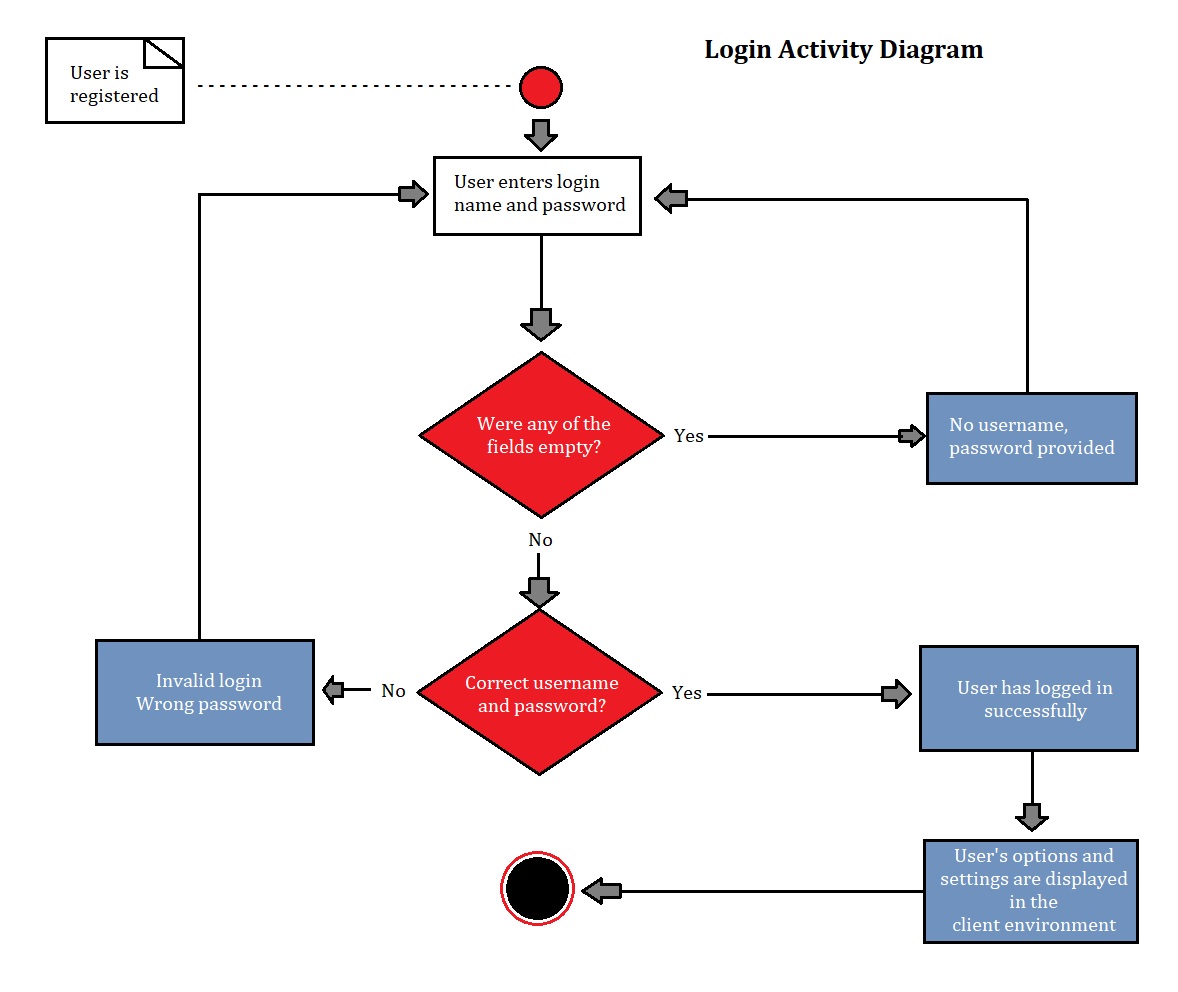 Login Activity Diagram
User is
registered
User enters login
name and password
Were any of the
fields empty?
Yes
No username,
password provided
No
Invalid login
Wrong password
No
Correct username
and password?
Yes
User has logged in
successfully
User's options and
settings are displayed
in the
client environment